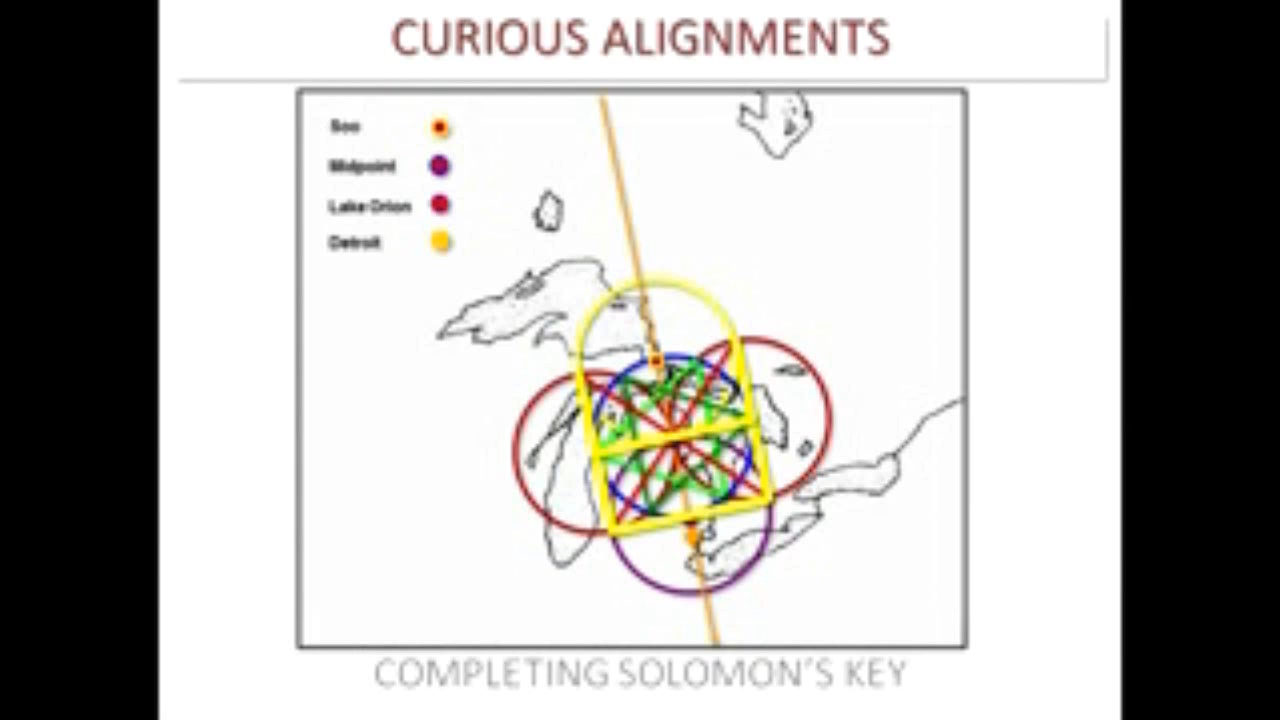 CURIOUS ALIGNMENTS
Soo
Midpoint
Lake Orion
Detroit
COMPLETING SOLOMON'S KEY